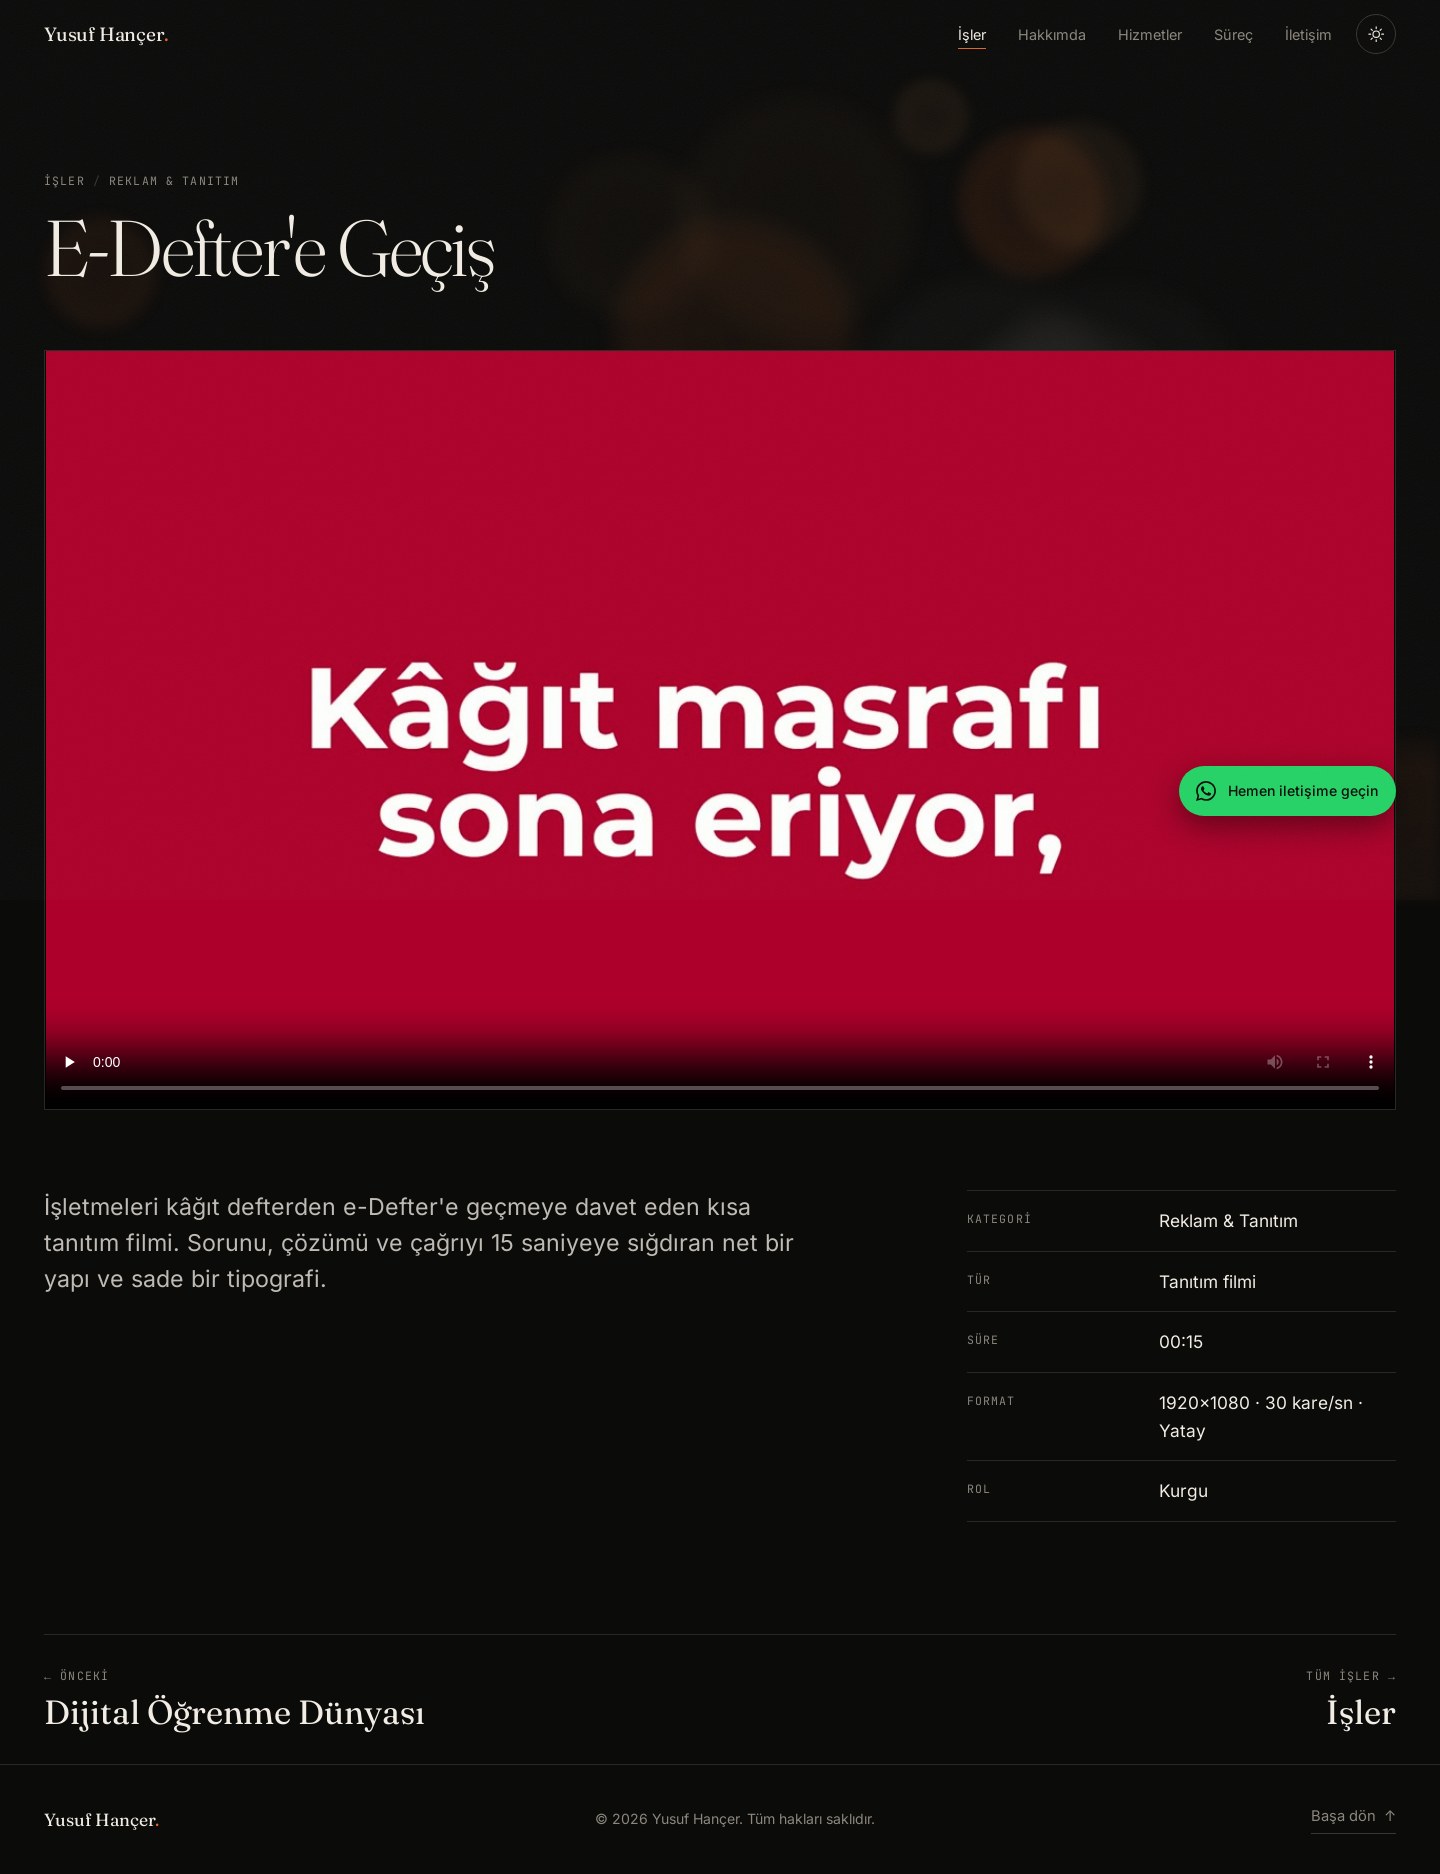 Yusuf Hançer.
İşler Hakkımda Hizmetler Süreç İletişim
İŞLER / REKLAM & TANITIM
E-Defter'e Geçiş
Kâğıt masrafı
sona eriyor,
Hemen iletişime geçin
0:00
İşletmeleri kâğıt defterden e-Defter'e geçmeye davet eden kısa
tanıtım filmi. Sorunu, çözümü ve çağrıyı 15 saniyeye sığdıran net bir
yapı ve sade bir tipografi.
KATEGORİ Reklam & Tanıtım
TÜR Tanıtım filmi
SÜRE 00:15
FORMAT 1920×1080 · 30 kare/sn ·
Yatay
ROL Kurgu
← ÖNCEKİ
Dijital Öğrenme Dünyası
TÜM İŞLER →
İşler
Yusuf Hançer.
© 2026 Yusuf Hançer. Tüm hakları saklıdır.
Başa dön ↑